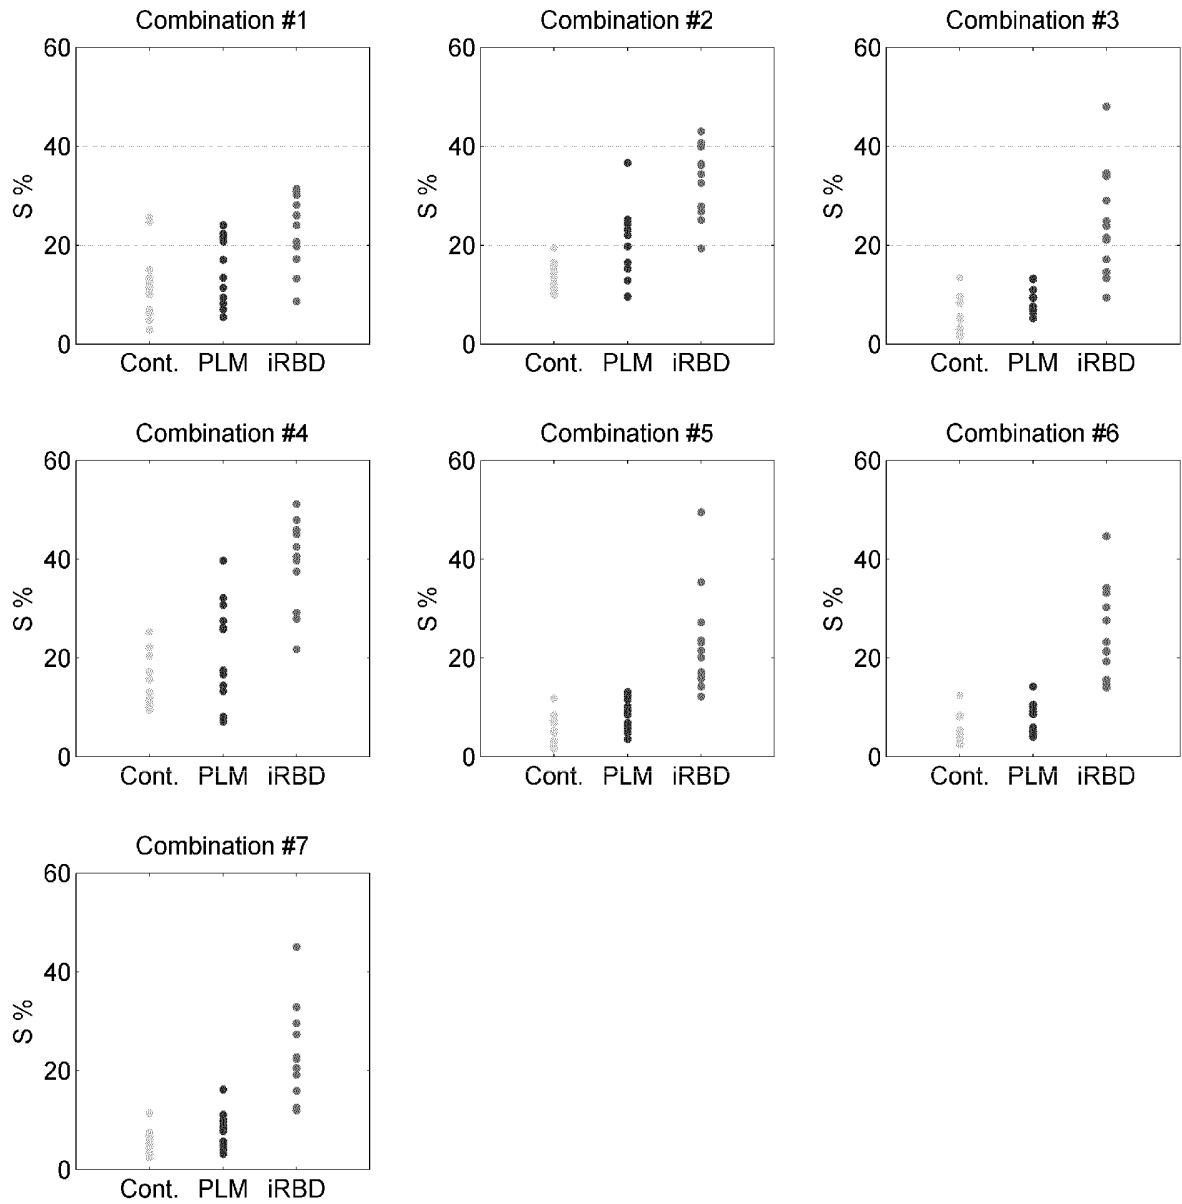 Combination #1
60
40
20
0
S %
Cont. PLM iRBD
Combination #2
60
40
20
0
S %
Cont. PLM iRBD
Combination #3
60
40
20
0
S %
Cont. PLM iRBD
Combination #4
60
40
20
0
S %
Cont. PLM iRBD
Combination #5
60
40
20
0
S %
Cont. PLM iRBD
Combination #6
60
40
20
0
S %
Cont. PLM iRBD
Combination #7
60
40
20
0
S %
Cont. PLM iRBD